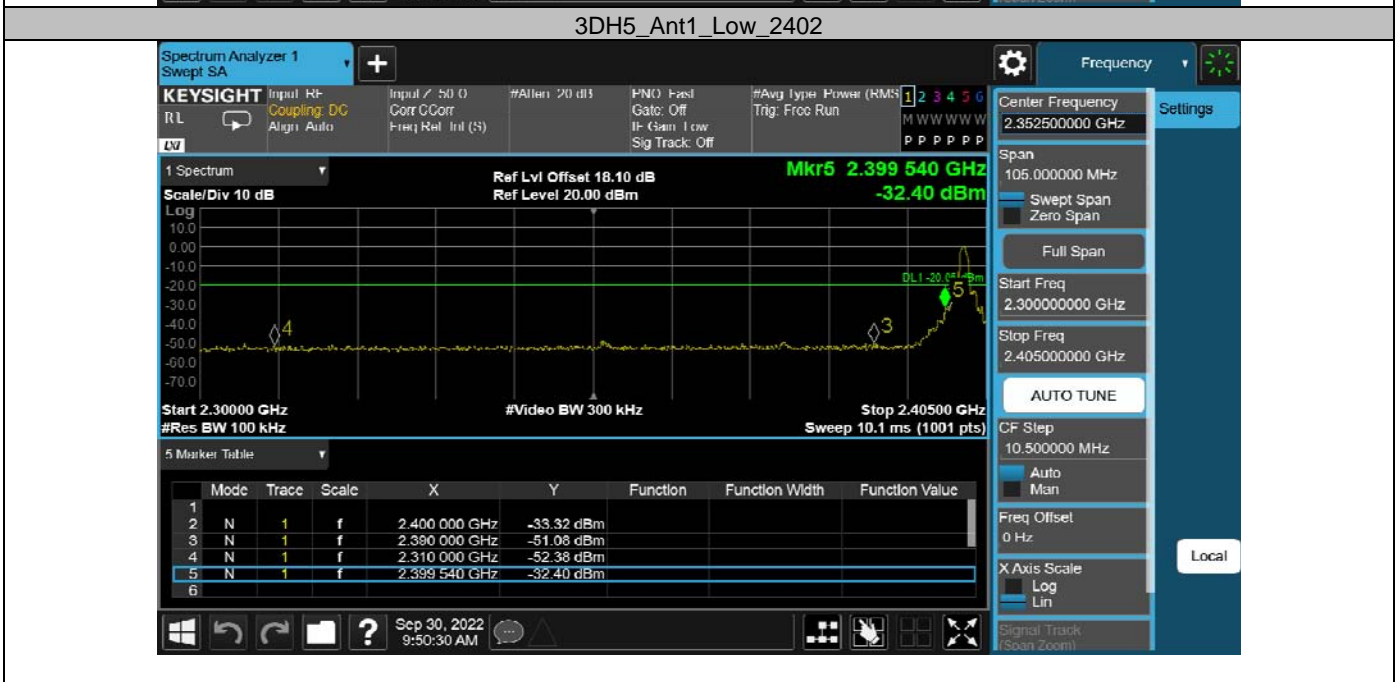 3DH5_Ant1_Low_2402
Spectrum Analyzer 1
Swept SA
Frequency
KEYSIGHT
RL
LXI
Input: RF
Coupling: DC
Align: Auto
Input Z: 50 Ω
Corr CCorr
Freq Ref: Int (S)
#Atten: 20 dB
PNO: Fast
Gate: Off
IF Gain: Low
Sig Track: Off
#Avg Type: Power (RMS
Trig: Free Run
1 2 3 4 5 6
M W W W W W
P P P P P P
Center Frequency
2.352500000 GHz
Settings
1 Spectrum
Scale/Div 10 dB
Ref Lvl Offset 18.10 dB
Ref Level 20.00 dBm
Mkr5 2.399 540 GHz
-32.40 dBm
Span
105.000000 MHz
Swept Span
Zero Span
Full Span
Start Freq
2.300000000 GHz
Stop Freq
2.405000000 GHz
AUTO TUNE
CF Step
10.500000 MHz
Auto
Man
Freq Offset
0 Hz
X Axis Scale
Log
Lin
Signal Track
(Span Zoom)
Local
Log
10.0
0.00
-10.0
-20.0
-30.0
-40.0
-50.0
-60.0
-70.0
4
3
5
Start 2.30000 GHz
#Res BW 100 kHz
#Video BW 300 kHz
Stop 2.40500 GHz
Sweep 10.1 ms (1001 pts)
5 Marker Table
Mode Trace Scale X Y Function Function Width Function Value
1
2 N 1 f 2.400 000 GHz -33.32 dBm
3 N 1 f 2.390 000 GHz -51.08 dBm
4 N 1 f 2.310 000 GHz -52.38 dBm
5 N 1 f 2.399 540 GHz -32.40 dBm
6
?
Sep 30, 2022
9:50:30 AM